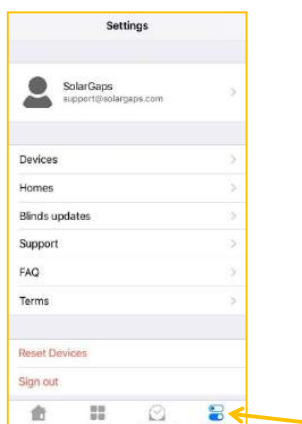 Settings
SolarGaps
support@solargaps.com
Devices
Homes
Blinds updates
Support
FAQ
Terms
Reset Devices
Sign out